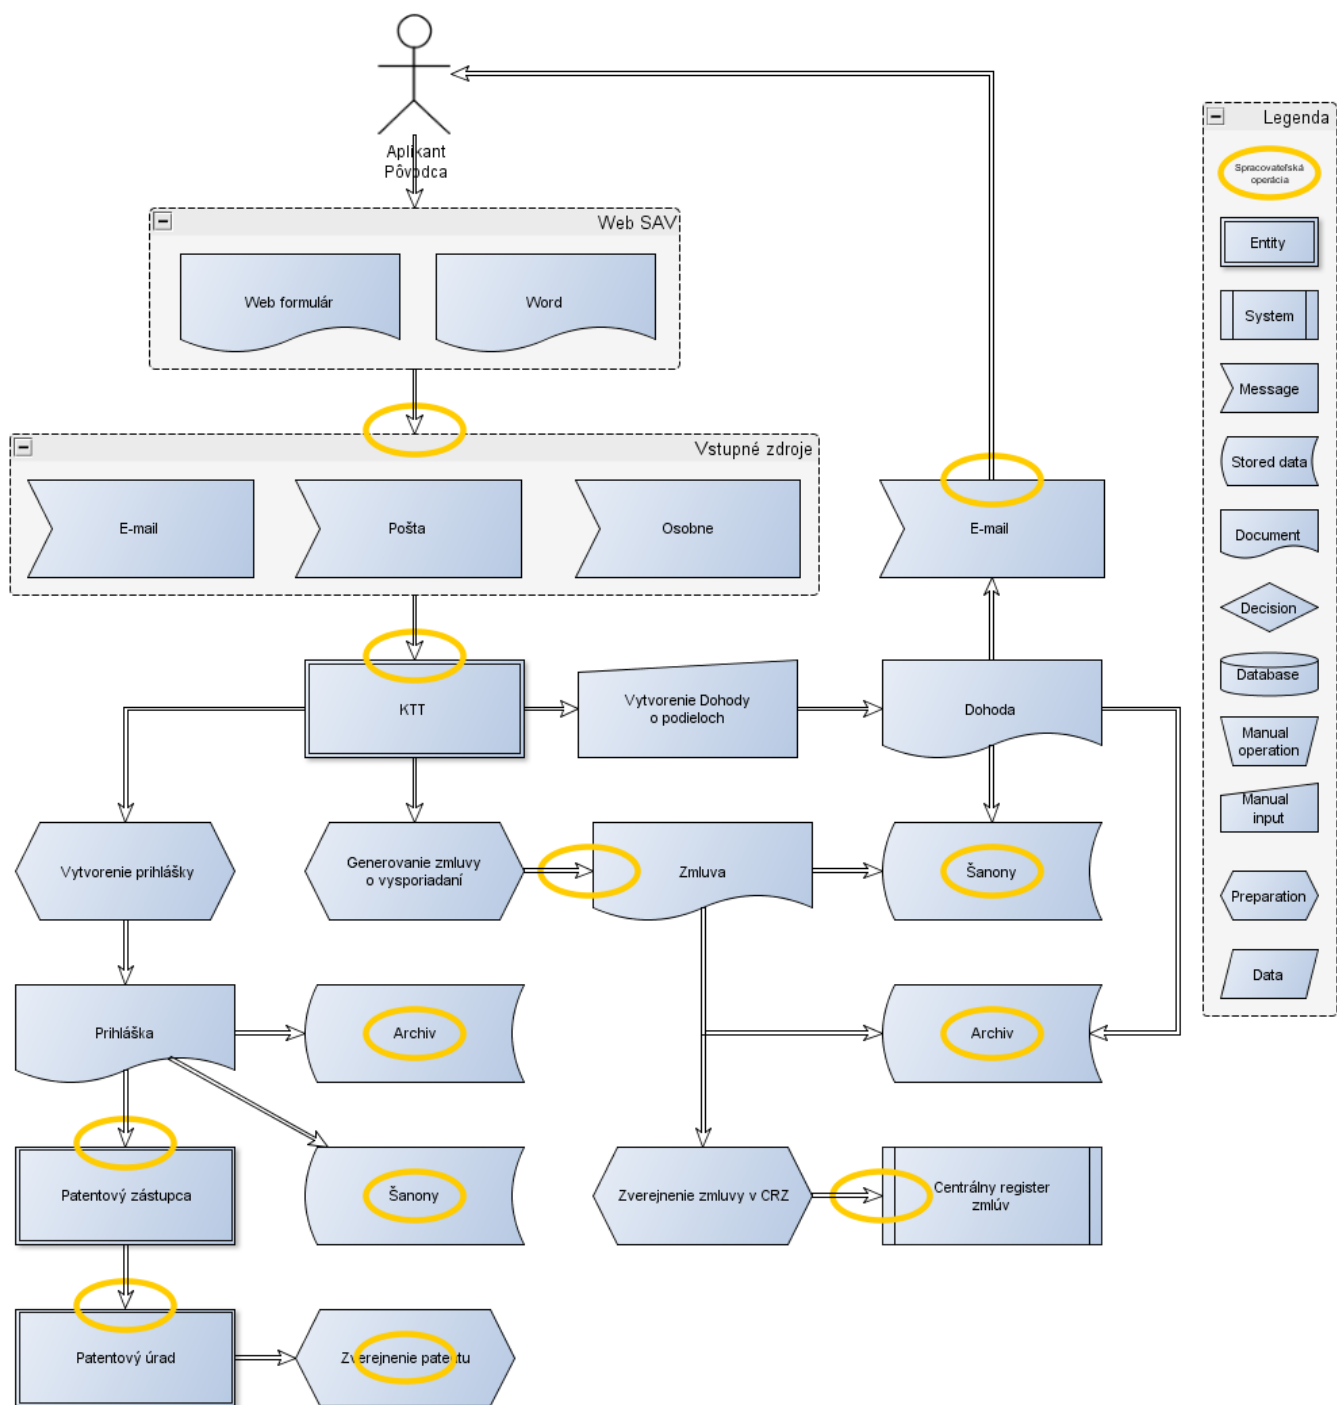 Aplikant
Pôvodca
Web SAV
Web formulár
Word
Vstupné zdroje
E-mail
Pošta
Osobne
E-mail
KTT
Vytvorenie Dohody
o podieloch
Dohoda
Vytvorenie prihlášky
Generovanie zmluvy
o vysporiadaní
Zmluva
Šanony
Prihláška
Archiv
Archiv
Patentový zástupca
Šanony
Zverejnenie zmluvy v CRZ
Centrálny register
zmlúv
Patentový úrad
Zverejnenie patentu
Legenda
Spracovateľská
operácia
Entity
System
Message
Stored data
Document
Decision
Database
Manual
operation
Manual
input
Preparation
Data